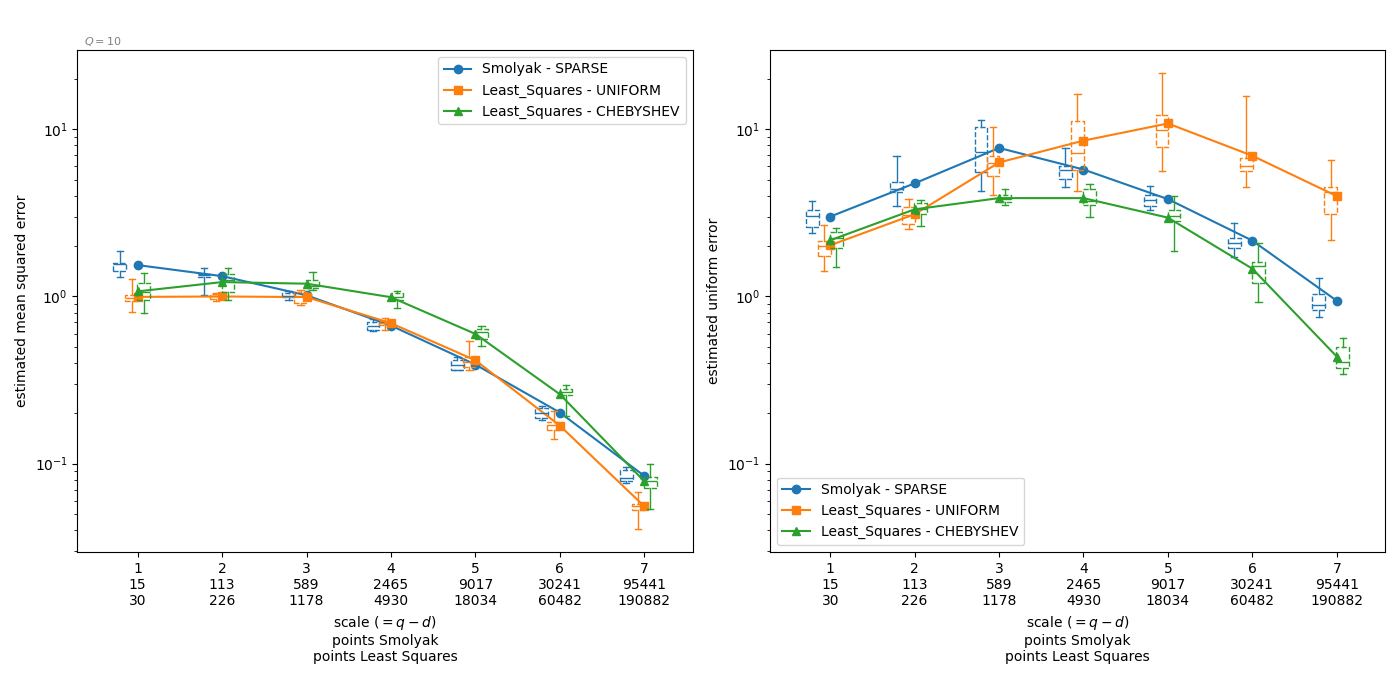 Q = 10
Smolyak - SPARSE
Least_Squares - UNIFORM
Least_Squares - CHEBYSHEV
estimated mean squared error
10¹
10⁰
10⁻¹
1 2 3 4 5 6 7
15 113 589 2465 9017 30241 95441
30 226 1178 4930 18034 60482 190882
scale (= q − d)
points Smolyak
points Least Squares
estimated uniform error
10¹
10⁰
10⁻¹
Smolyak - SPARSE
Least_Squares - UNIFORM
Least_Squares - CHEBYSHEV
1 2 3 4 5 6 7
15 113 589 2465 9017 30241 95441
30 226 1178 4930 18034 60482 190882
scale (= q − d)
points Smolyak
points Least Squares